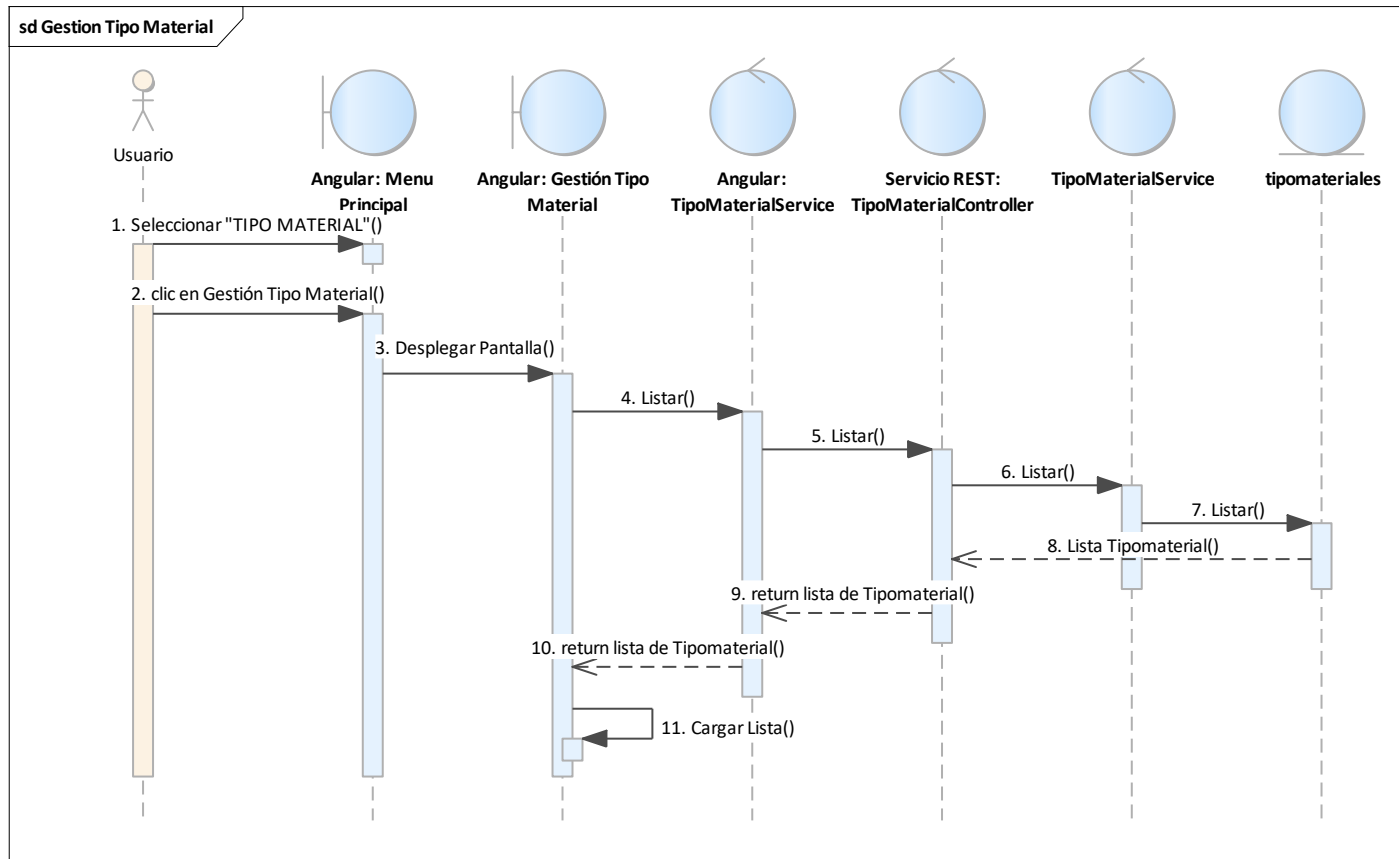 sd Gestion Tipo Material
Usuario
Angular: Menu
Principal
Angular: Gestión Tipo
Material
Angular:
TipoMaterialService
Servicio REST:
TipoMaterialController
TipoMaterialService
tipomateriales
1. Seleccionar "TIPO MATERIAL"()
2. clic en Gestión Tipo Material()
3. Desplegar Pantalla()
4. Listar()
5. Listar()
6. Listar()
7. Listar()
8. Lista Tipomaterial()
9. return lista de Tipomaterial()
10. return lista de Tipomaterial()
11. Cargar Lista()